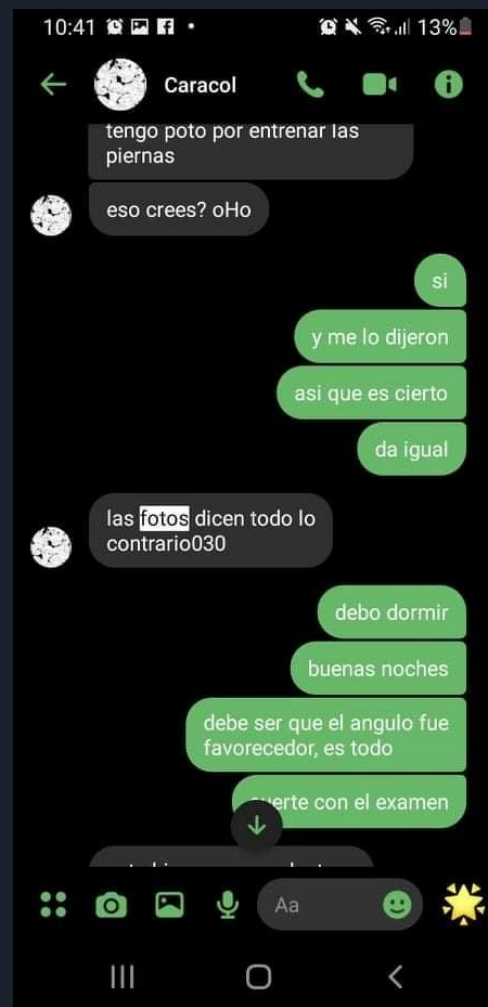 10:41
13%
Caracol
tengo poto por entrenar las
piernas
eso crees? oHo
si
y me lo dijeron
asi que es cierto
da igual
las fotos dicen todo lo
contrario030
debo dormir
buenas noches
debe ser que el angulo fue
favorecedor, es todo
con el examen
Aa